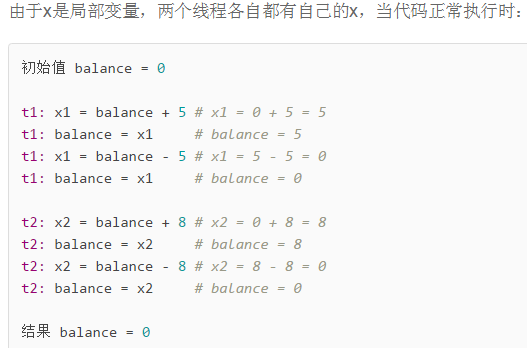 由于x是局部变量，两个线程各自都有自己的x，当代码正常执行时：
初始值 balance = 0
t1: x1 = balance + 5 # x1 = 0 + 5 = 5
t1: balance = x1     # balance = 5
t1: x1 = balance - 5 # x1 = 5 - 5 = 0
t1: balance = x1     # balance = 0
t2: x2 = balance + 8 # x2 = 0 + 8 = 8
t2: balance = x2     # balance = 8
t2: x2 = balance - 8 # x2 = 8 - 8 = 0
t2: balance = x2     # balance = 0
结果 balance = 0